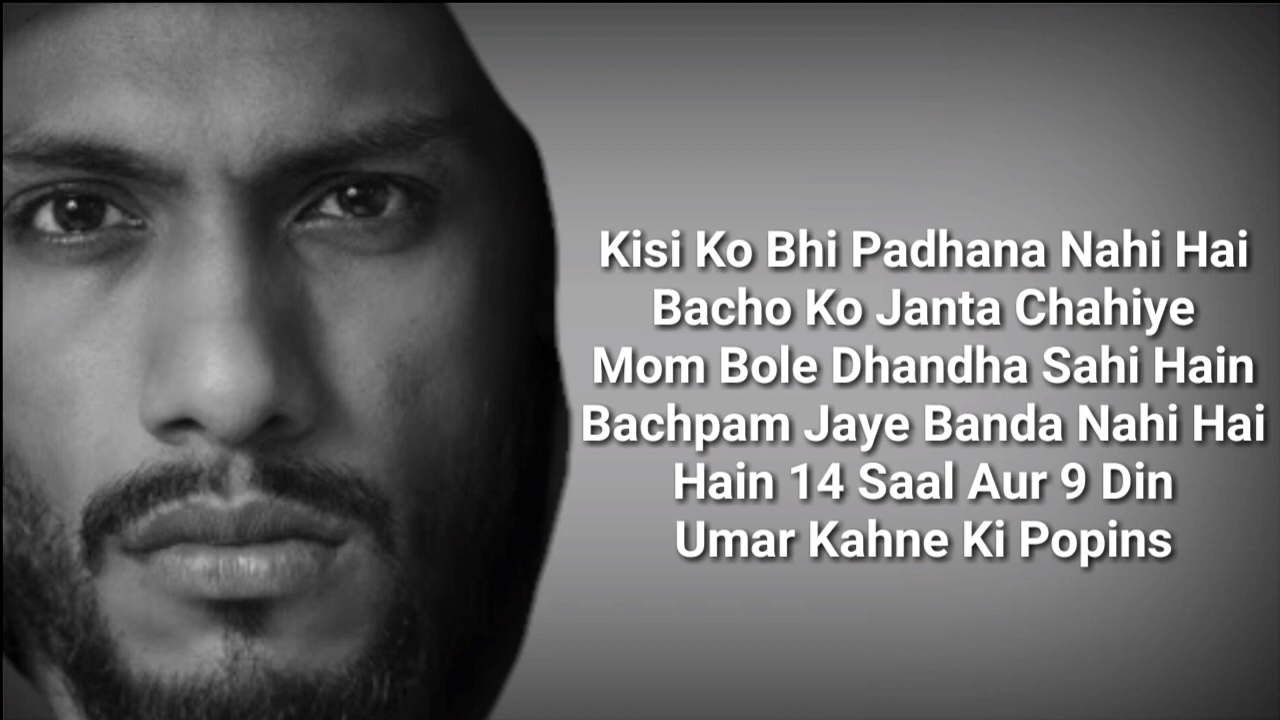 Kisi Ko Bhi Padhana Nahi Hai
Bacho Ko Janta Chahiye
Mom Bole Dhandha Sahi Hain
Bachpam Jaye Banda Nahi Hai
Hain 14 Saal Aur 9 Din
Umar Kahne Ki Popins